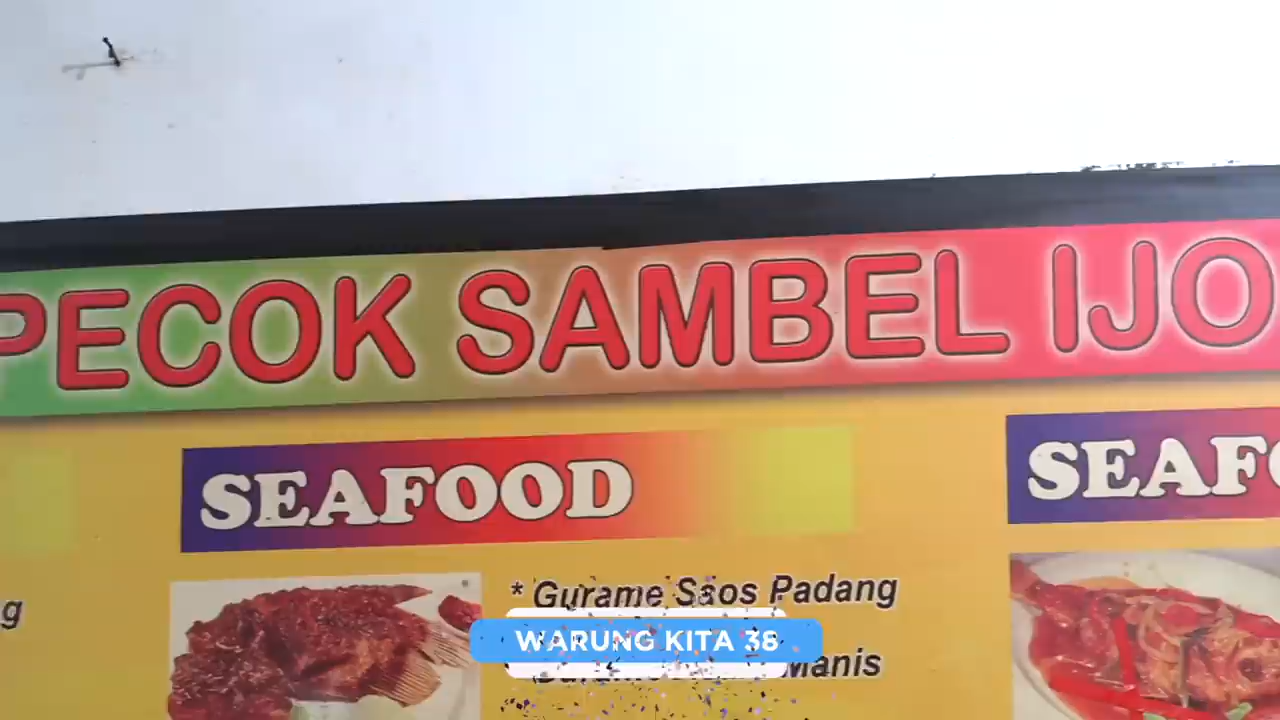 PECOK SAMBEL IJO
SEAFOOD
SEAF
g
* Gurame Saos Padang
WARUNG KITA 38
Manis